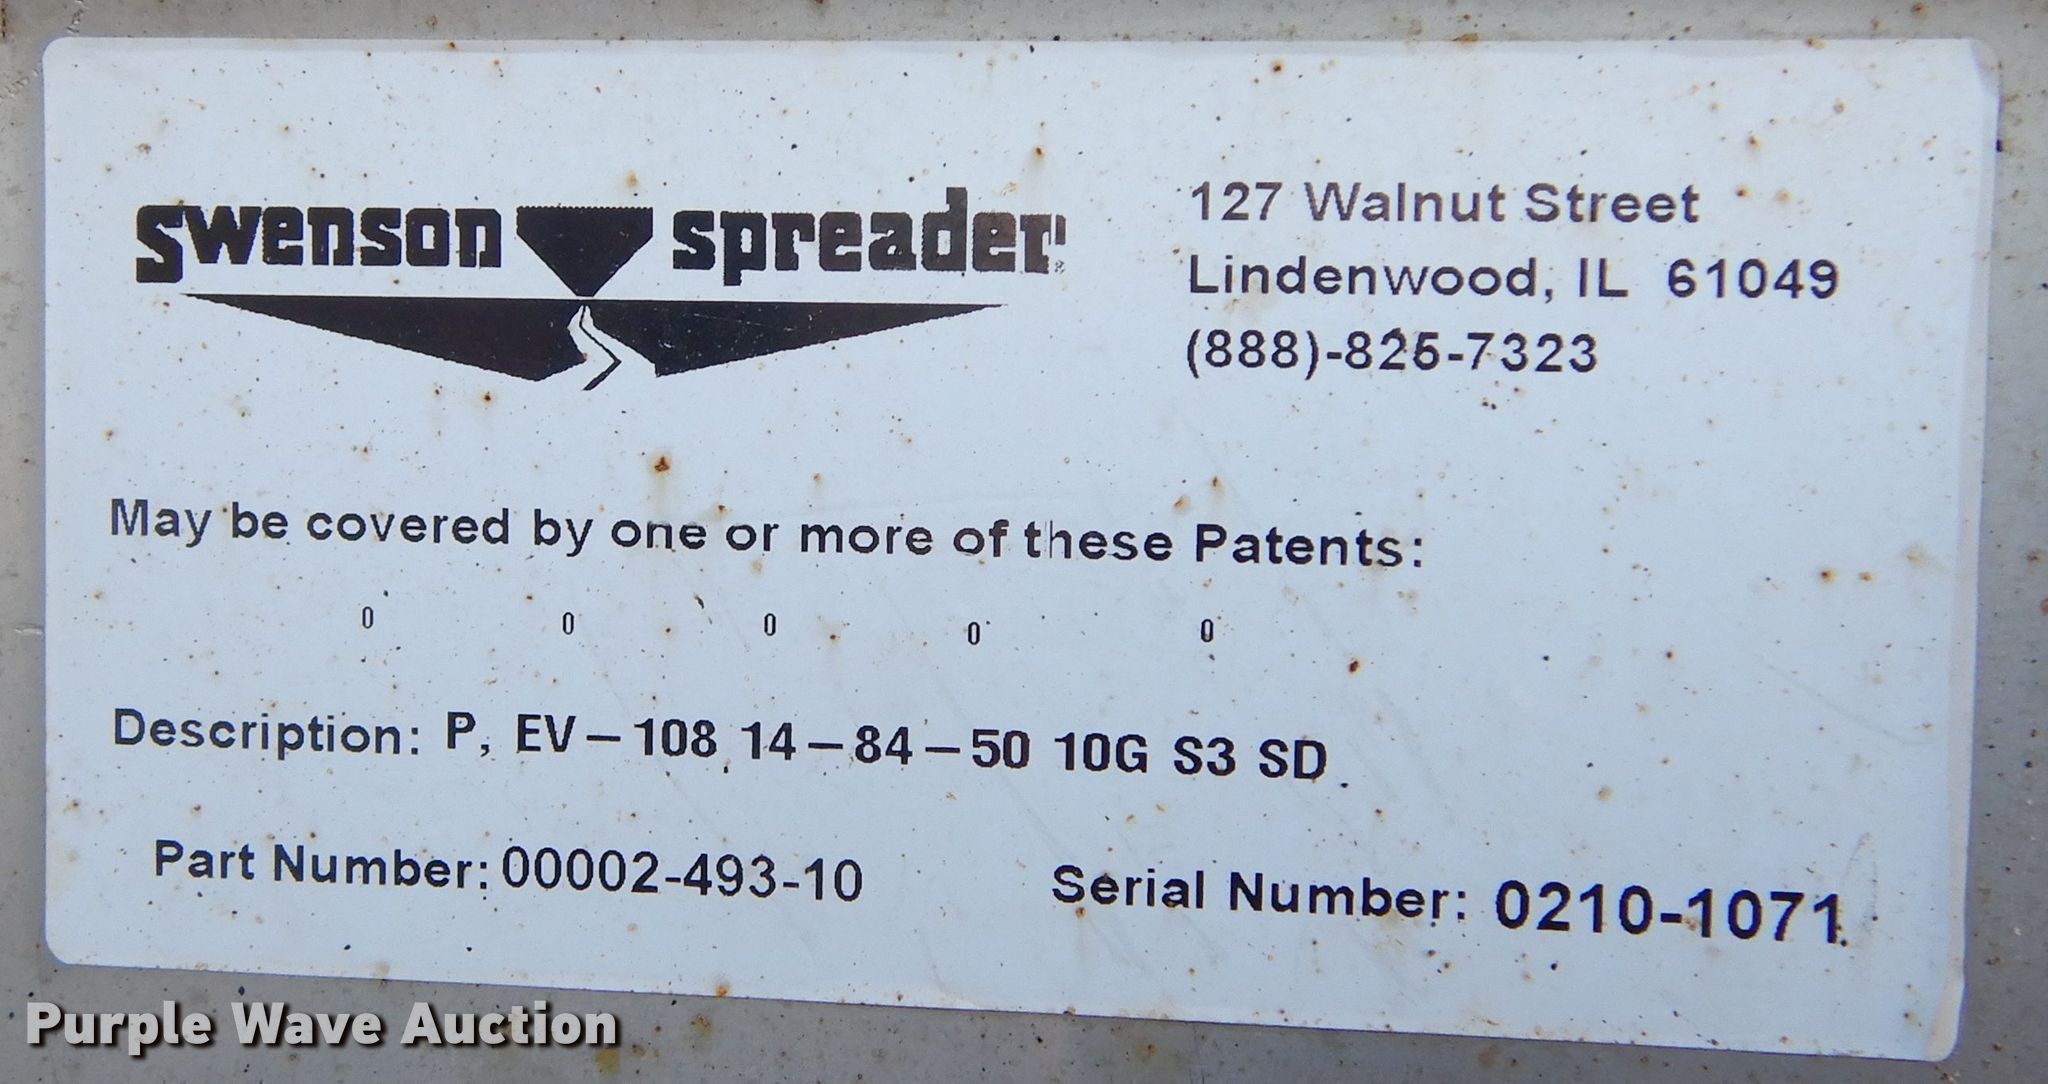 swenson spreader®
127 Walnut Street
Lindenwood, IL 61049
(888)-825-7323
May be covered by one or more of these Patents:
0 0 0 0 0
Description: P, EV-108 14-84-50 10G S3 SD
Part Number: 00002-493-10
Serial Number: 0210-1071
Purple Wave Auction